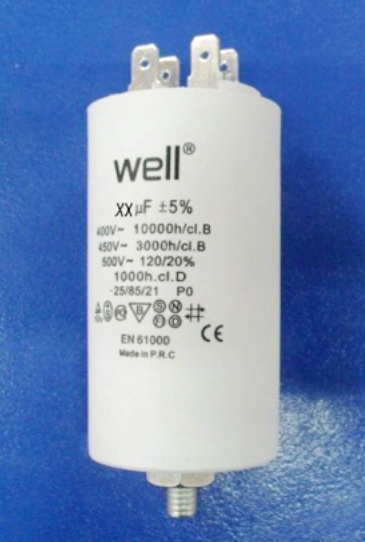 well®
XX µF ±5%
400V~ 10000h/cl.B
450V~ 3000h/cl.B
500V~ 120/20%
1000h.cl.D
-25/85/21 P0
S N
F D
CE
EN 61000
Made in P.R.C